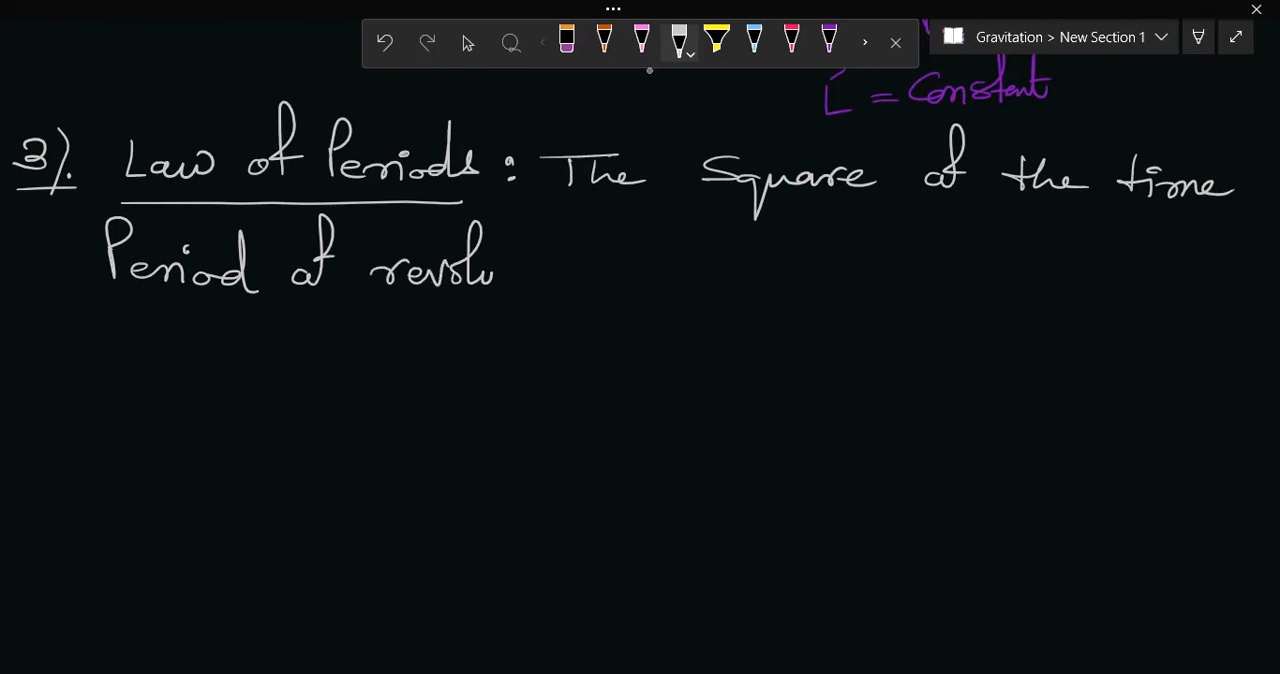 Gravitation > New Section 1
L = Constant
3). Law of Periods : The Square of the time
Period of revolu